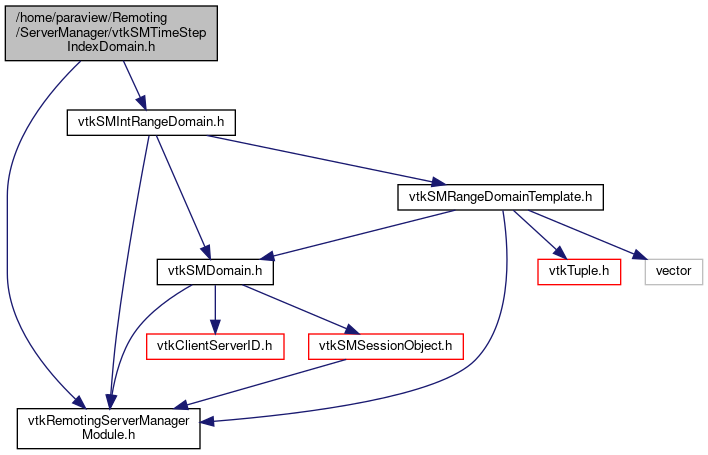 /home/paraview/Remoting
/ServerManager/vtkSMTimeStep
IndexDomain.h
vtkSMIntRangeDomain.h
vtkSMRangeDomainTemplate.h
vtkSMDomain.h
vtkTuple.h
vector
vtkClientServerID.h
vtkSMSessionObject.h
vtkRemotingServerManager
Module.h